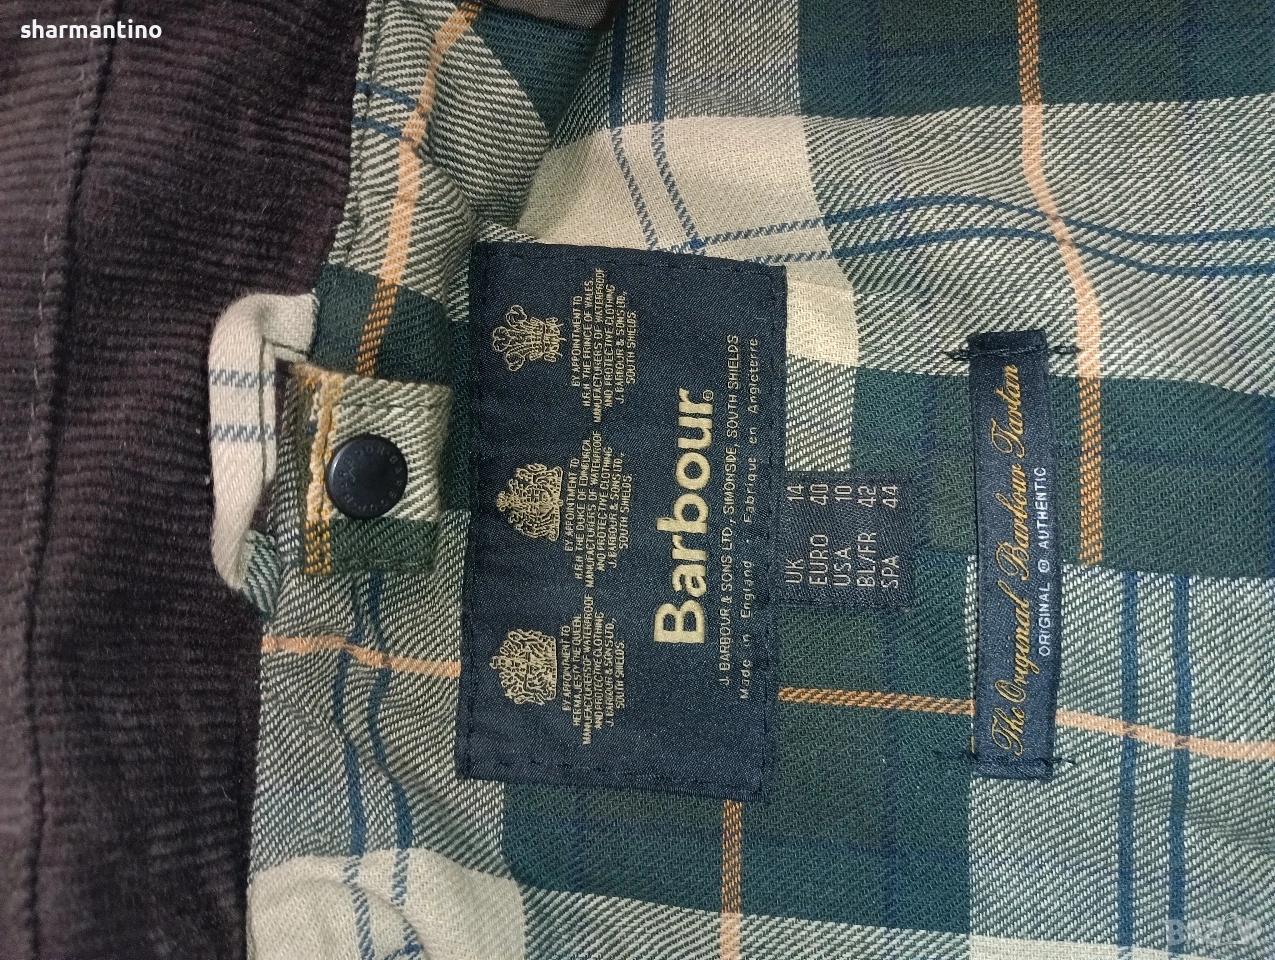 sharmantino
BY APPOINTMENT TO
HER MAJESTY THE QUEEN,
MANUFACTURERS OF WATERPROOF
AND PROTECTIVE CLOTHING
J. BARBOUR & SONS LTD.,
SOUTH SHIELDS
BY APPOINTMENT TO
H.R.H THE DUKE OF EDINBURGH,
MANUFACTURERS OF WATERPROOF
AND PROTECTIVE CLOTHING
J. BARBOUR & SONS LTD.
SOUTH SHIELDS
BY APPOINTMENT TO
H.R.H THE PRINCE OF WALES
MANUFACTURERS OF WATERPROOF
AND PROTECTIVE CLOTHING
J. BARBOUR & SONS LTD.,
SOUTH SHIELDS.
Barbour®
J. BARBOUR & SONS LTD, SIMONSIDE, SOUTH SHIELDS
Made in England . Fabriqué en Angleterre
UK 14
EURO 40
USA 10
BL/FR 42
SPA 44
The Original Barbour Tartan
ORIGINAL @ AUTHENTIC